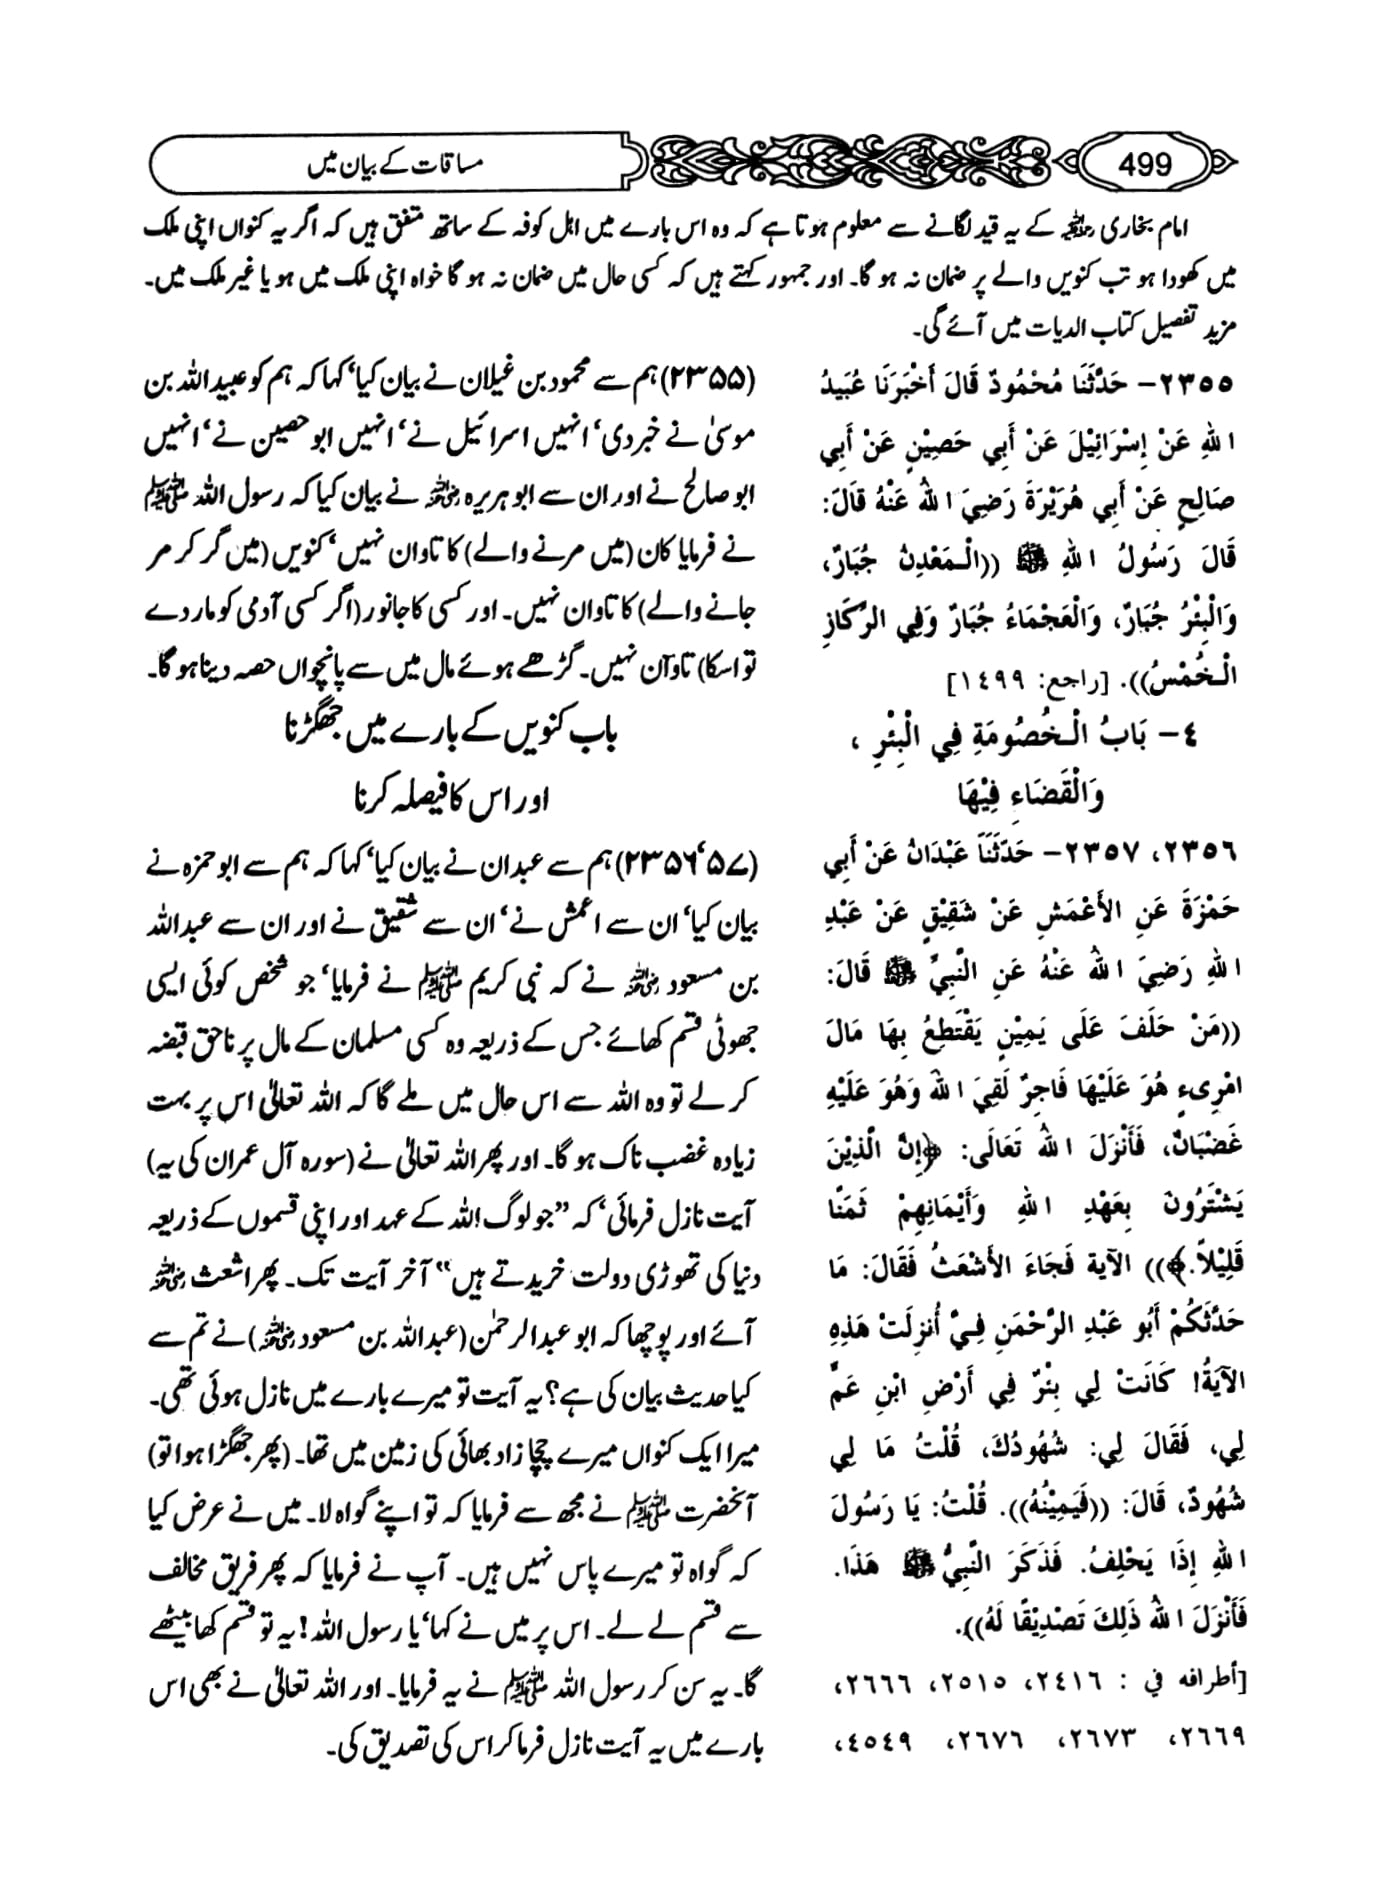 499
مساقات کے بیان میں
امام بخاری رحمہ اللہ کے یہ قید لگانے سے معلوم ہوتا ہے کہ وہ اس بارے میں اہل کوفہ کے ساتھ متفق ہیں کہ اگر یہ کنواں اپنی ملک
میں کھودا ہو تب کنویں والے پر ضمان نہ ہو گا۔ اور جمہور کہتے ہیں کہ کسی حال میں ضمان نہ ہو گا خواہ اپنی ملک میں ہو یا غیر ملک میں۔
مزید تفصیل کتاب الدیات میں آئے گی۔
٢٣٥٥- حَدَّثَنَا مُحْمُودٌ قَالَ أَخْبَرَنَا عُبَيدُ
اللهِ عَنْ إِسْرَائِيْلَ عَنْ أَبِي حَصِيْنٍ عَنْ أَبِي
صَالِحٍ عَنْ أَبِي هُرَيْرَةَ رَضِيَ اللهُ عَنْهُ قَالَ:
قَالَ رَسُولُ اللهِ ﷺ ((الْمَعْدِنُ جُبَارٌ،
وَالْبِئْرُ جُبَارٌ، وَالْعَجْمَاءُ جُبَارٌ وَفِي الرِّكَازِ
الْخُمْسُ)). [راجع: ١٤٩٩]
٤- بَابُ الْخُصُومَةِ فِي الْبِئْرِ ،
وَالْقَضَاءِ فِيْهَا
٢٣٥٦، ٢٣٥٧- حَدَّثَنَا عَبْدَانُ عَنْ أَبِي
حَمْزَةَ عَنِ الأَعْمَشِ عَنْ شَقِيْقٍ عَنْ عَبْدِ
اللهِ رَضِيَ اللهُ عَنْهُ عَنِ النَّبِيِّ ﷺ قَالَ:
((مَنْ حَلَفَ عَلَى يَمِيْنٍ يَقْتَطِعُ بِهَا مَالَ
امْرِىءٍ هُوَ عَلَيْهَا فَاجِرٌ لَقِيَ اللهَ وَهُوَ عَلَيْهِ
غَضْبَانٌ، فَأَنْزَلَ اللهُ تَعَالَى: ﴿إِنَّ الَّذِيْنَ
يَشْتَرُونَ بِعَهْدِ اللهِ وَأَيْمَانِهِمْ ثَمَنًا
قَلِيْلاً.﴾)) الآية فَجَاءَ الأَشْعَثُ فَقَالَ: مَا
حَدَّثَكُمْ أَبُو عَبْدِ الرَّحْمَنِ فِيَّ أُنزِلَتْ هَذِهِ
الآيَةُ! كَانَتْ لِي بِئْرٌ فِي أَرْضِ ابْنِ عَمٍّ
لِي، فَقَالَ لِي: شُهُودُكَ، قُلْتُ مَا لِي
شُهُودٌ، قَالَ: ((فَيَمِيْنُهُ)). قُلْتُ: يَا رَسُولَ
اللهِ إِذَا يَحْلِفُ. فَذَكَرَ النَّبِيُّ ﷺ هَذَا.
فَأَنْزَلَ اللهُ ذَلِكَ تَصْدِيْقًا لَهُ)).
[أطرافه في : ٢٤١٦، ٢٥١٥، ٢٦٦٦،
٢٦٦٩، ٢٦٧٣، ٢٦٧٦، ٤٥٤٩،
(۲۳۵۵) ہم سے محمود بن غیلان نے بیان کیا‘ کہا کہ ہم کو عبید اللہ بن
موسیٰ نے خبر دی‘ انہیں اسرائیل نے‘ انہیں ابو حصین نے‘ انہیں
ابو صالح نے اور ان سے ابو ہریرہ رضی اللہ عنہ نے بیان کیا کہ رسول اللہ ﷺ
نے فرمایا کان (میں مرنے والے) کا تاوان نہیں‘ کنویں (میں گر کر مر
جانے والے) کا تاوان نہیں۔ اور کسی کا جانور (اگر کسی آدمی کو مار دے
تو اسکا) تاوآن نہیں۔ گڑھے ہوئے مال میں سے پانچواں حصہ دینا ہو گا۔
باب کنویں کے بارے میں جھگڑنا
اور اس کا فیصلہ کرنا
(۲۳۵۶‘۵۷) ہم سے عبدان نے بیان کیا‘ کہا کہ ہم سے ابو حمزہ نے
بیان کیا‘ ان سے اعمش نے‘ ان سے شقیق نے اور ان سے عبداللہ
بن مسعود رضی اللہ عنہ نے کہ نبی کریم ﷺ نے فرمایا‘ جو شخص کوئی ایسی
جھوٹی قسم کھائے جس کے ذریعہ وہ کسی مسلمان کے مال پر ناحق قبضہ
کر لے تو وہ اللہ سے اس حال میں ملے گا کہ اللہ تعالیٰ اس پر بہت
زیادہ غضب ناک ہو گا۔ اور پھر اللہ تعالیٰ نے (سورہ آل عمران کی یہ)
آیت نازل فرمائی‘ کہ ”جو لوگ اللہ کے عہد اور اپنی قسموں کے ذریعہ
دنیا کی تھوڑی دولت خریدتے ہیں“ آخر آیت تک۔ پھر اشعث رضی اللہ عنہ
آئے اور پوچھا کہ ابو عبدالرحمٰن (عبداللہ بن مسعود رضی اللہ عنہ) نے تم سے
کیا حدیث بیان کی ہے؟ یہ آیت تو میرے بارے میں نازل ہوئی تھی۔
میرا ایک کنواں میرے چچا زاد بھائی کی زمین میں تھا۔ (پھر جھگڑا ہوا تو)
آنحضرت ﷺ نے مجھ سے فرمایا کہ تو اپنے گواہ لا۔ میں نے عرض کیا
کہ گواہ تو میرے پاس نہیں ہیں۔ آپ نے فرمایا کہ پھر فریق مخالف
سے قسم لے لے۔ اس پر میں نے کہا‘ یا رسول اللہ! یہ تو قسم کھا بیٹھے
گا۔ یہ سن کر رسول اللہ ﷺ نے یہ فرمایا۔ اور اللہ تعالیٰ نے بھی اس
بارے میں یہ آیت نازل فرما کر اس کی تصدیق کی۔